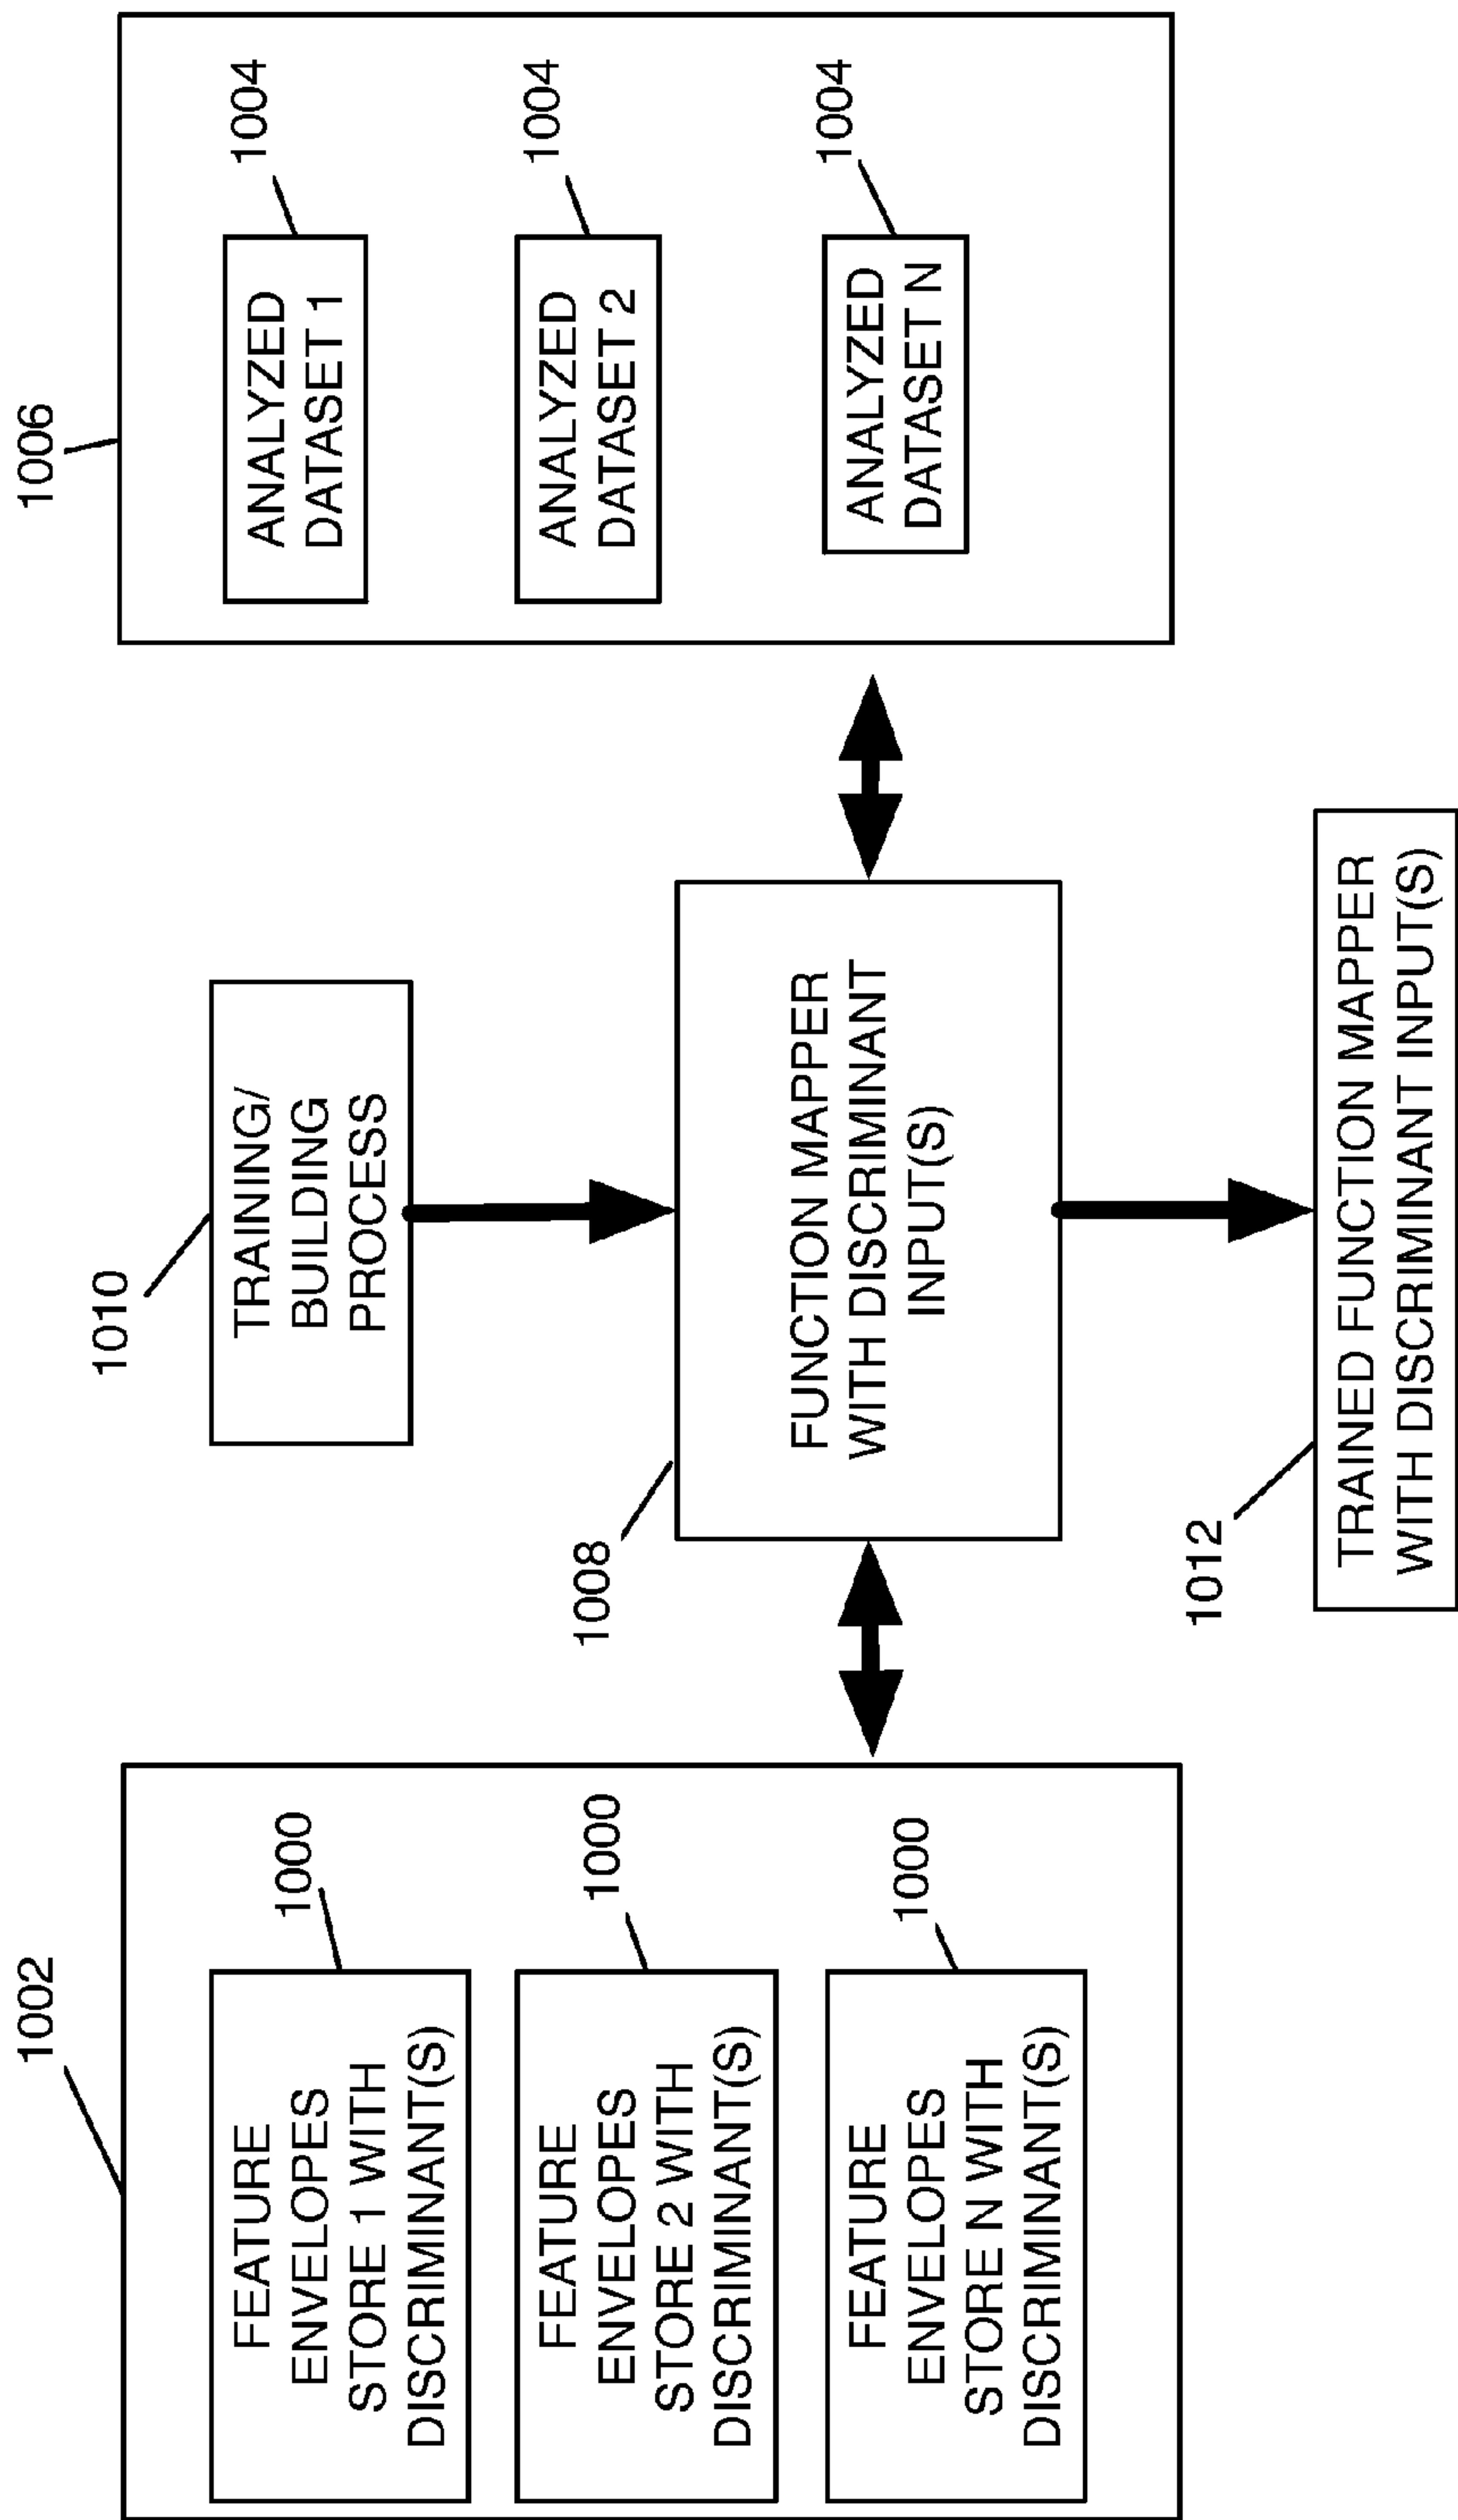 1002
1000
FEATURE
ENVELOPES
STORE 1 WITH
DISCRIMINANT(S)
1000
FEATURE
ENVELOPES
STORE 2 WITH
DISCRIMINANT(S)
1000
FEATURE
ENVELOPES
STORE N WITH
DISCRIMINANT(S)
1010
TRAINING/
BUILDING
PROCESS
1008
FUNCTION MAPPER
WITH DISCRIMINANT
INPUT(S)
1012
TRAINED FUNCTION MAPPER
WITH DISCRIMINANT INPUT(S)
1006
1004
ANALYZED
DATASET 1
1004
ANALYZED
DATASET 2
1004
ANALYZED
DATASET N